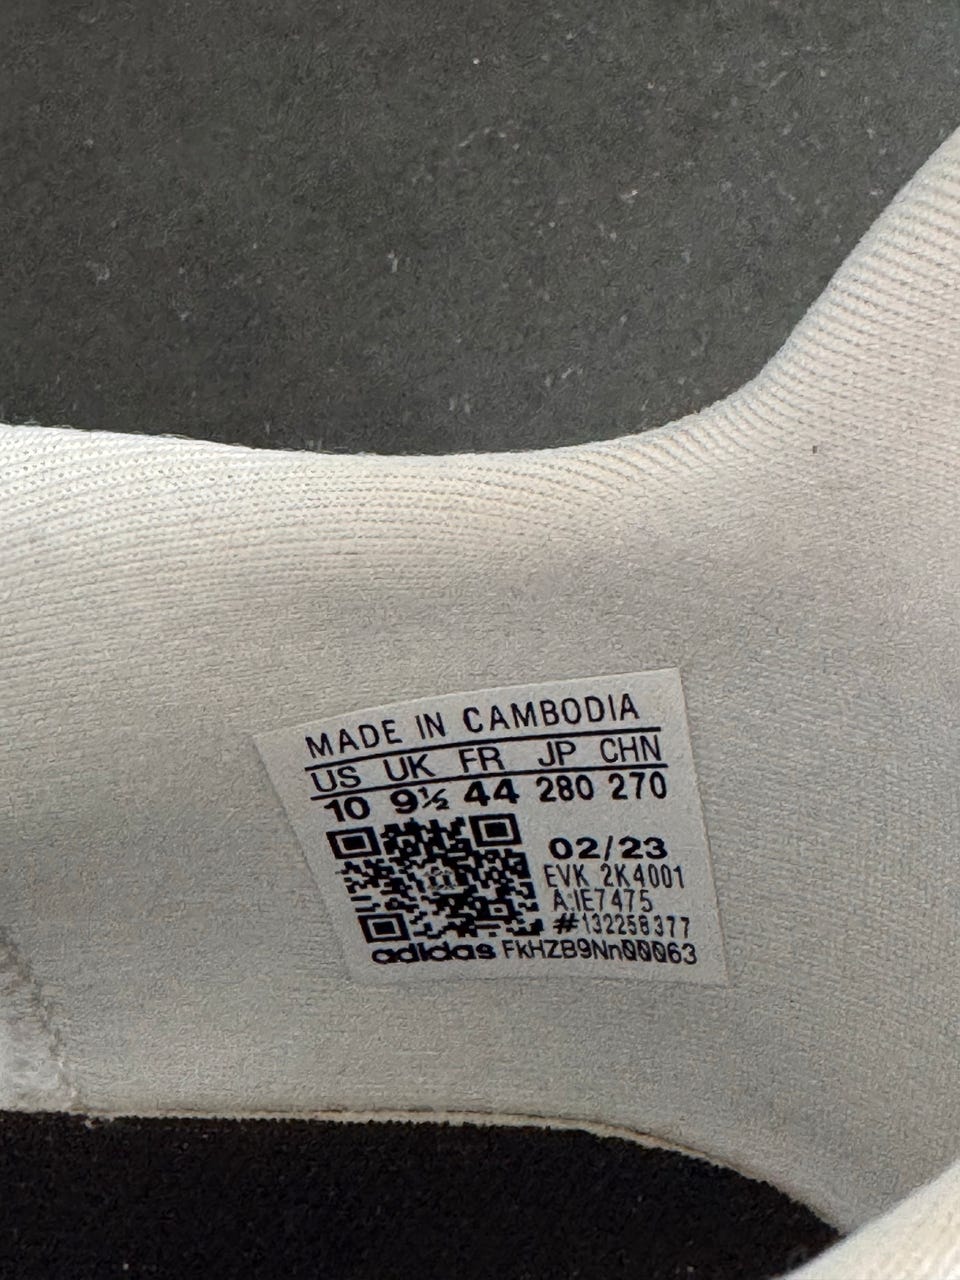 MADE IN CAMBODIA
US UK FR JP CHN
10 9½ 44 280 270
02/23
EVK 2K4001
A:IE7475
#132258377
adidas FkHZB9Nn00063